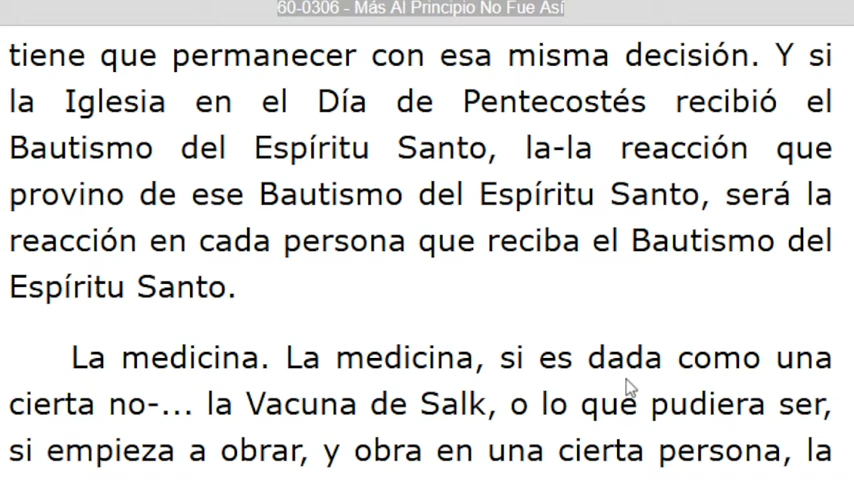 60-0306 - Más Al Principio No Fue Así
tiene que permanecer con esa misma decisión. Y si
la Iglesia en el Día de Pentecostés recibió el
Bautismo del Espíritu Santo, la-la reacción que
provino de ese Bautismo del Espíritu Santo, será la
reacción en cada persona que reciba el Bautismo del
Espíritu Santo.
La medicina. La medicina, si es dada como una
cierta no-... la Vacuna de Salk, o lo que pudiera ser,
si empieza a obrar, y obra en una cierta persona, la